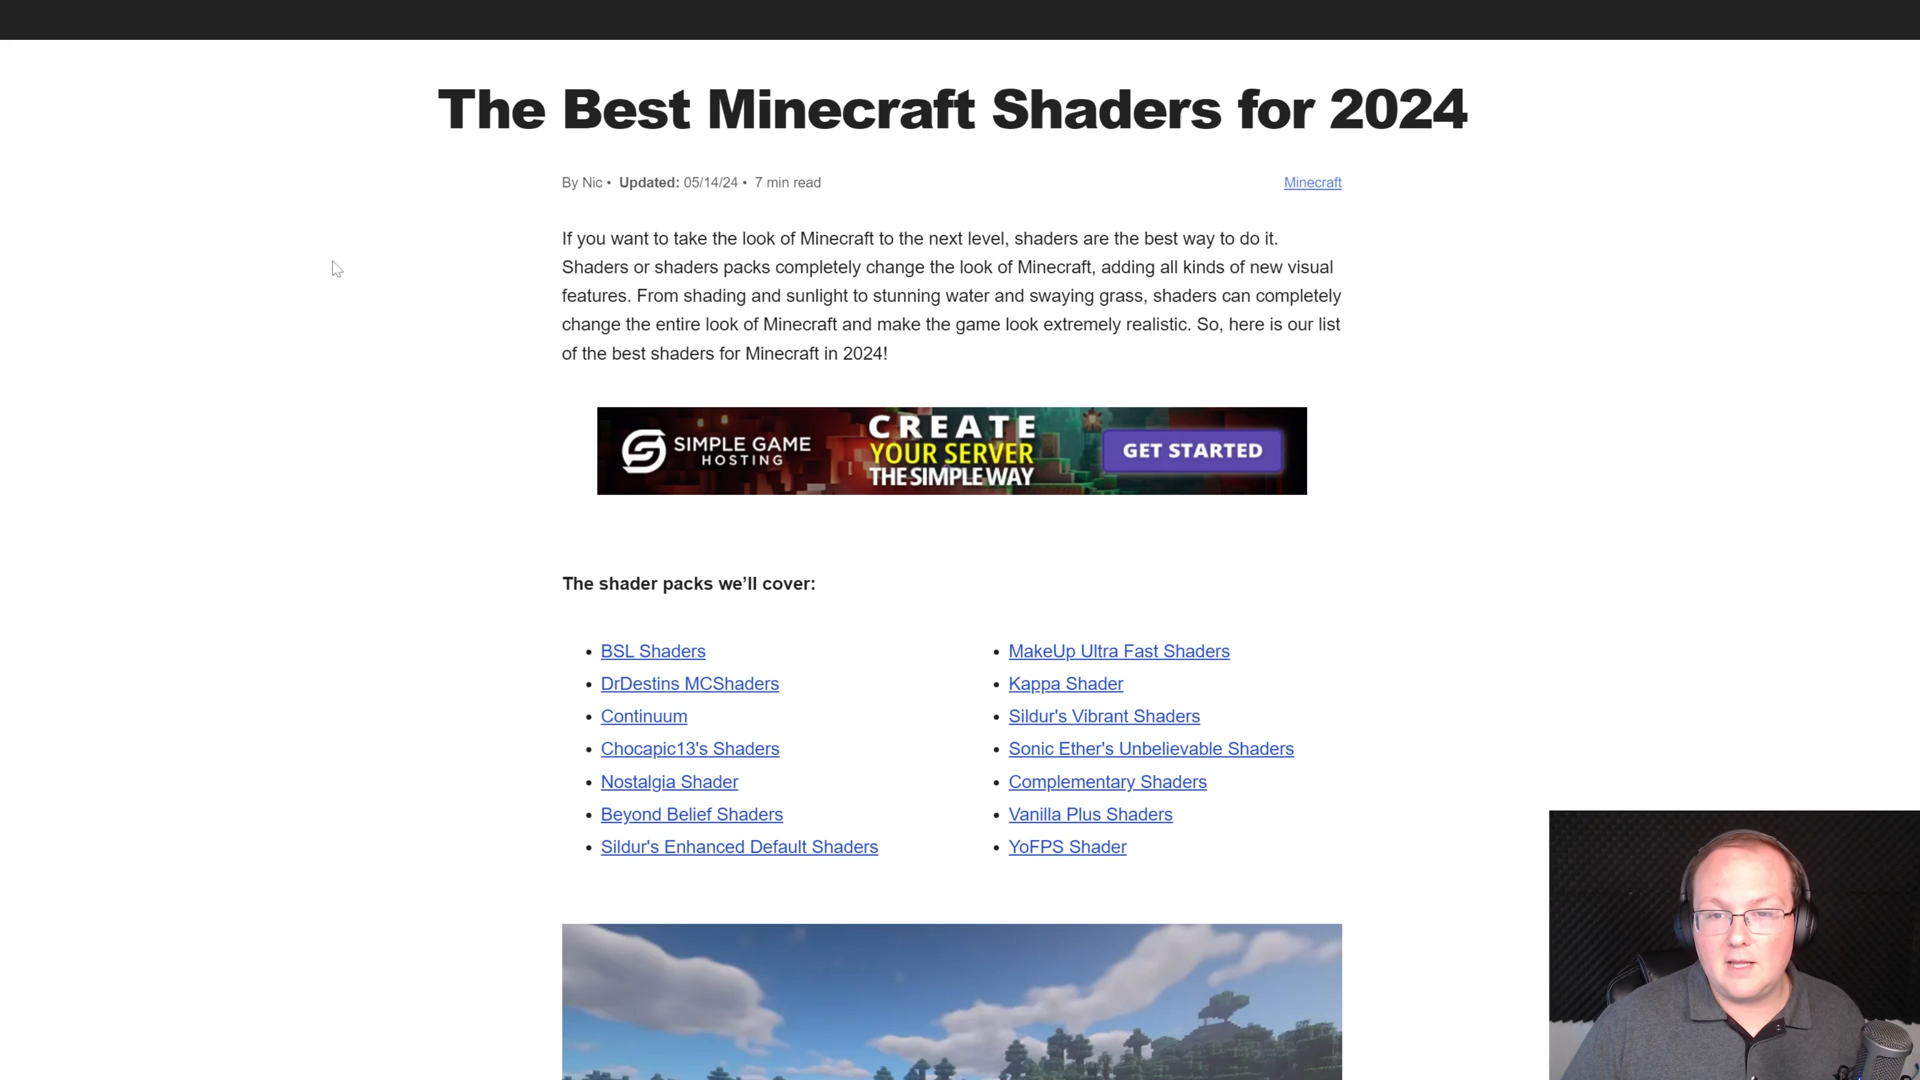 The Best Minecraft Shaders for 2024
By Nic • Updated: 05/14/24 • 7 min read
Minecraft
If you want to take the look of Minecraft to the next level, shaders are the best way to do it.
Shaders or shaders packs completely change the look of Minecraft, adding all kinds of new visual
features. From shading and sunlight to stunning water and swaying grass, shaders can completely
change the entire look of Minecraft and make the game look extremely realistic. So, here is our list
of the best shaders for Minecraft in 2024!
SIMPLE GAME
HOSTING
CREATE
YOUR SERVER
THE SIMPLE WAY
GET STARTED
The shader packs we’ll cover:
• BSL Shaders
• DrDestins MCShaders
• Continuum
• Chocapic13's Shaders
• Nostalgia Shader
• Beyond Belief Shaders
• Sildur's Enhanced Default Shaders
• MakeUp Ultra Fast Shaders
• Kappa Shader
• Sildur's Vibrant Shaders
• Sonic Ether's Unbelievable Shaders
• Complementary Shaders
• Vanilla Plus Shaders
• YoFPS Shader